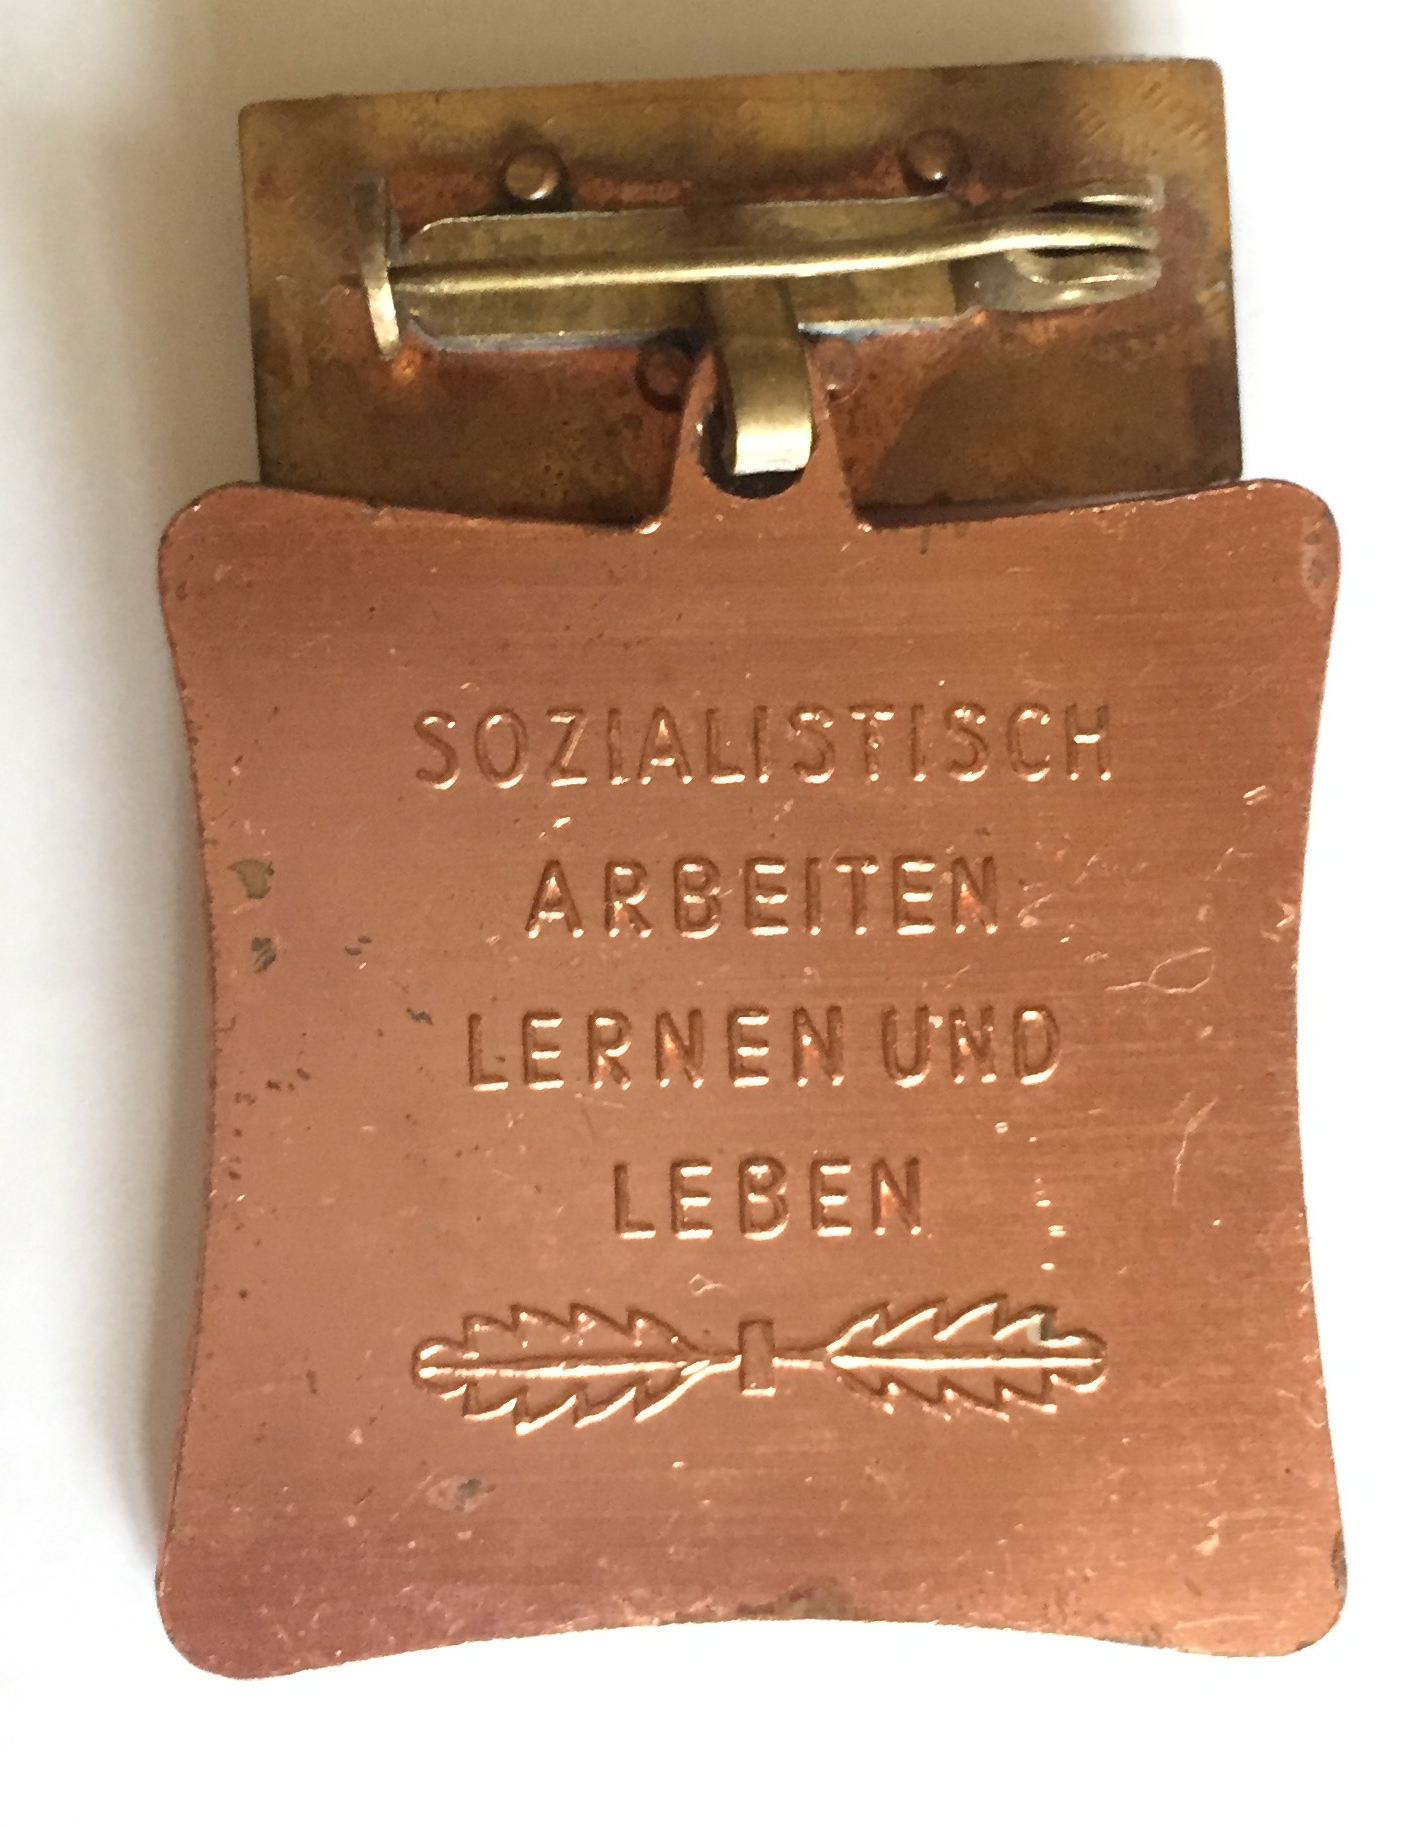 SOZIALISTISCH
ARBEITEN
LERNEN UND
LEBEN